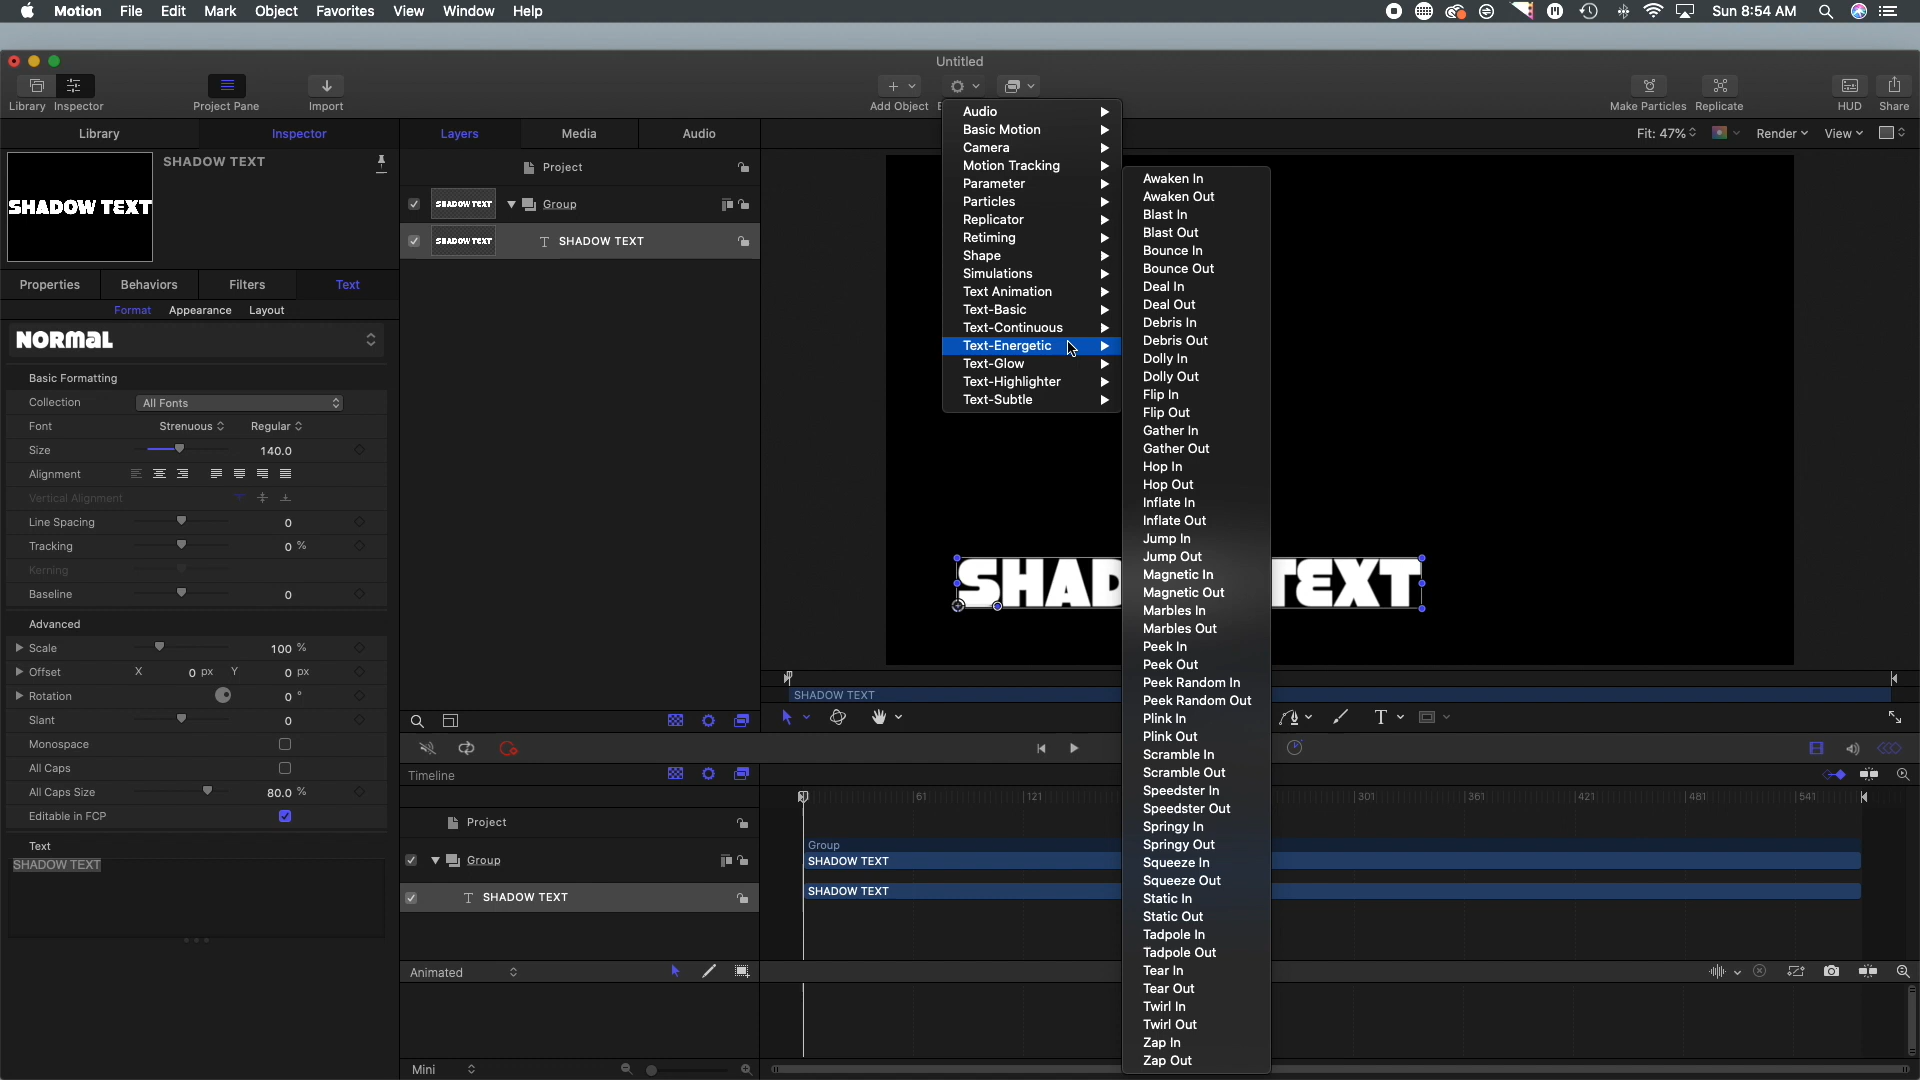 Motion File Edit Mark Object Favorites View Window Help
Sun 8:54 AM
Untitled
Library Inspector
Project Pane
Import
Add Object
Make Particles Replicate
HUD Share
Library Inspector
Layers Media Audio
Fit: 47% Render View
SHADOW TEXT
SHADOW TEXT
Properties Behaviors Filters Text
Format Appearance Layout
NORMAL
Basic Formatting
Collection All Fonts
Font Strenuous Regular
Size 140.0
Alignment
Vertical Alignment
Line Spacing 0
Tracking 0 %
Kerning
Baseline 0
Advanced
Scale 100 %
Offset X 0 px Y 0 px
Rotation 0 °
Slant 0
Monospace
All Caps
All Caps Size 80.0 %
Editable in FCP
Text
SHADOW TEXT
Project
SHADOW TEXT Group
SHADOW TEXT SHADOW TEXT
Audio
Basic Motion
Camera
Motion Tracking
Parameter
Particles
Replicator
Retiming
Shape
Simulations
Text Animation
Text-Basic
Text-Continuous
Text-Energetic
Text-Glow
Text-Highlighter
Text-Subtle
Awaken In
Awaken Out
Blast In
Blast Out
Bounce In
Bounce Out
Deal In
Deal Out
Debris In
Debris Out
Dolly In
Dolly Out
Flip In
Flip Out
Gather In
Gather Out
Hop In
Hop Out
Inflate In
Inflate Out
Jump In
Jump Out
Magnetic In
Magnetic Out
Marbles In
Marbles Out
Peek In
Peek Out
Peek Random In
Peek Random Out
Plink In
Plink Out
Scramble In
Scramble Out
Speedster In
Speedster Out
Springy In
Springy Out
Squeeze In
Squeeze Out
Static In
Static Out
Tadpole In
Tadpole Out
Tear In
Tear Out
Twirl In
Twirl Out
Zap In
Zap Out
SHAD TEXT
SHADOW TEXT
T
Timeline
61 121 301 361 421 481 541
Project
Group
Group
SHADOW TEXT
SHADOW TEXT
SHADOW TEXT
Animated
Mini